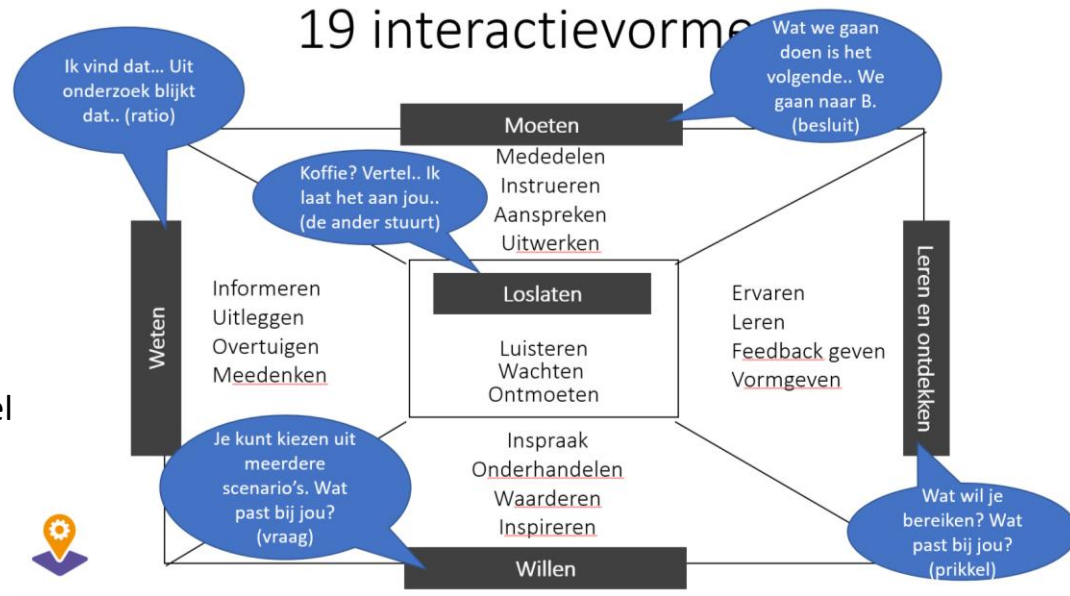 19 interactievorme
Ik vind dat... Uit
onderzoek blijkt
dat.. (ratio)
Wat we gaan
doen is het
volgende.. We
gaan naar B.
(besluit)
Moeten
Mededelen
Instrueren
Aanspreken
Uitwerken
Koffie? Vertel.. Ik
laat het aan jou..
(de ander stuurt)
Weten
Informeren
Uitleggen
Overtuigen
Meedenken
Loslaten
Luisteren
Wachten
Ontmoeten
Ervaren
Leren
Feedback geven
Vormgeven
Leren en ontdekken
el
Je kunt kiezen uit
meerdere
scenario's. Wat
past bij jou?
(vraag)
Inspraak
Onderhandelen
Waarderen
Inspireren
Willen
Wat wil je
bereiken? Wat
past bij jou?
(prikkel)